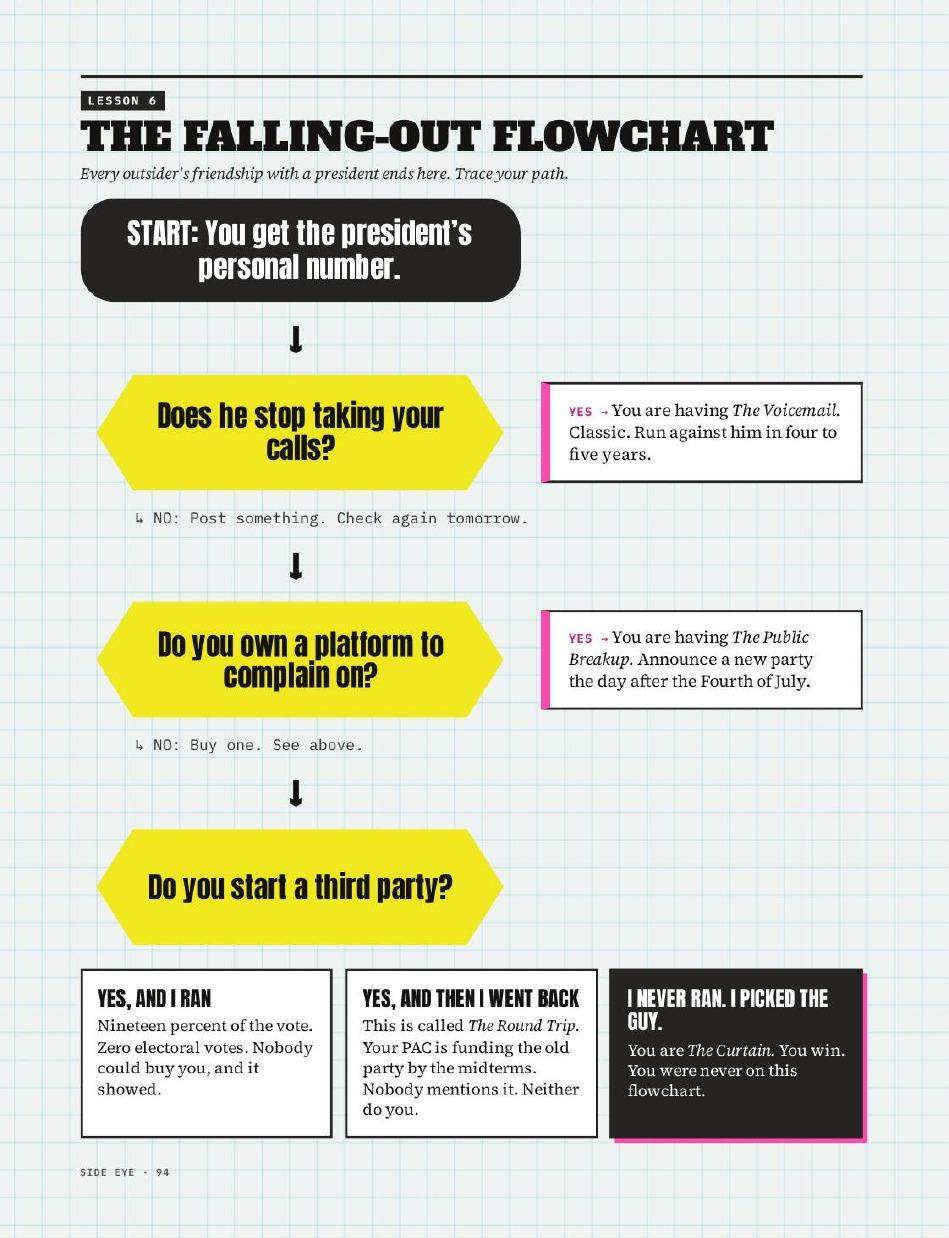 LESSON 6
THE FALLING-OUT FLOWCHART
Every outsider's friendship with a president ends here. Trace your path.
START: You get the president’s
personal number.
↓
Does he stop taking your
calls?
YES → You are having The Voicemail.
Classic. Run against him in four to
five years.
↳ NO: Post something. Check again tomorrow.
↓
Do you own a platform to
complain on?
YES → You are having The Public
Breakup. Announce a new party
the day after the Fourth of July.
↳ NO: Buy one. See above.
↓
Do you start a third party?
YES, AND I RAN
Nineteen percent of the vote.
Zero electoral votes. Nobody
could buy you, and it
showed.
YES, AND THEN I WENT BACK
This is called The Round Trip.
Your PAC is funding the old
party by the midterms.
Nobody mentions it. Neither
do you.
I NEVER RAN. I PICKED THE
GUY.
You are The Curtain. You win.
You were never on this
flowchart.
SIDE EYE · 94